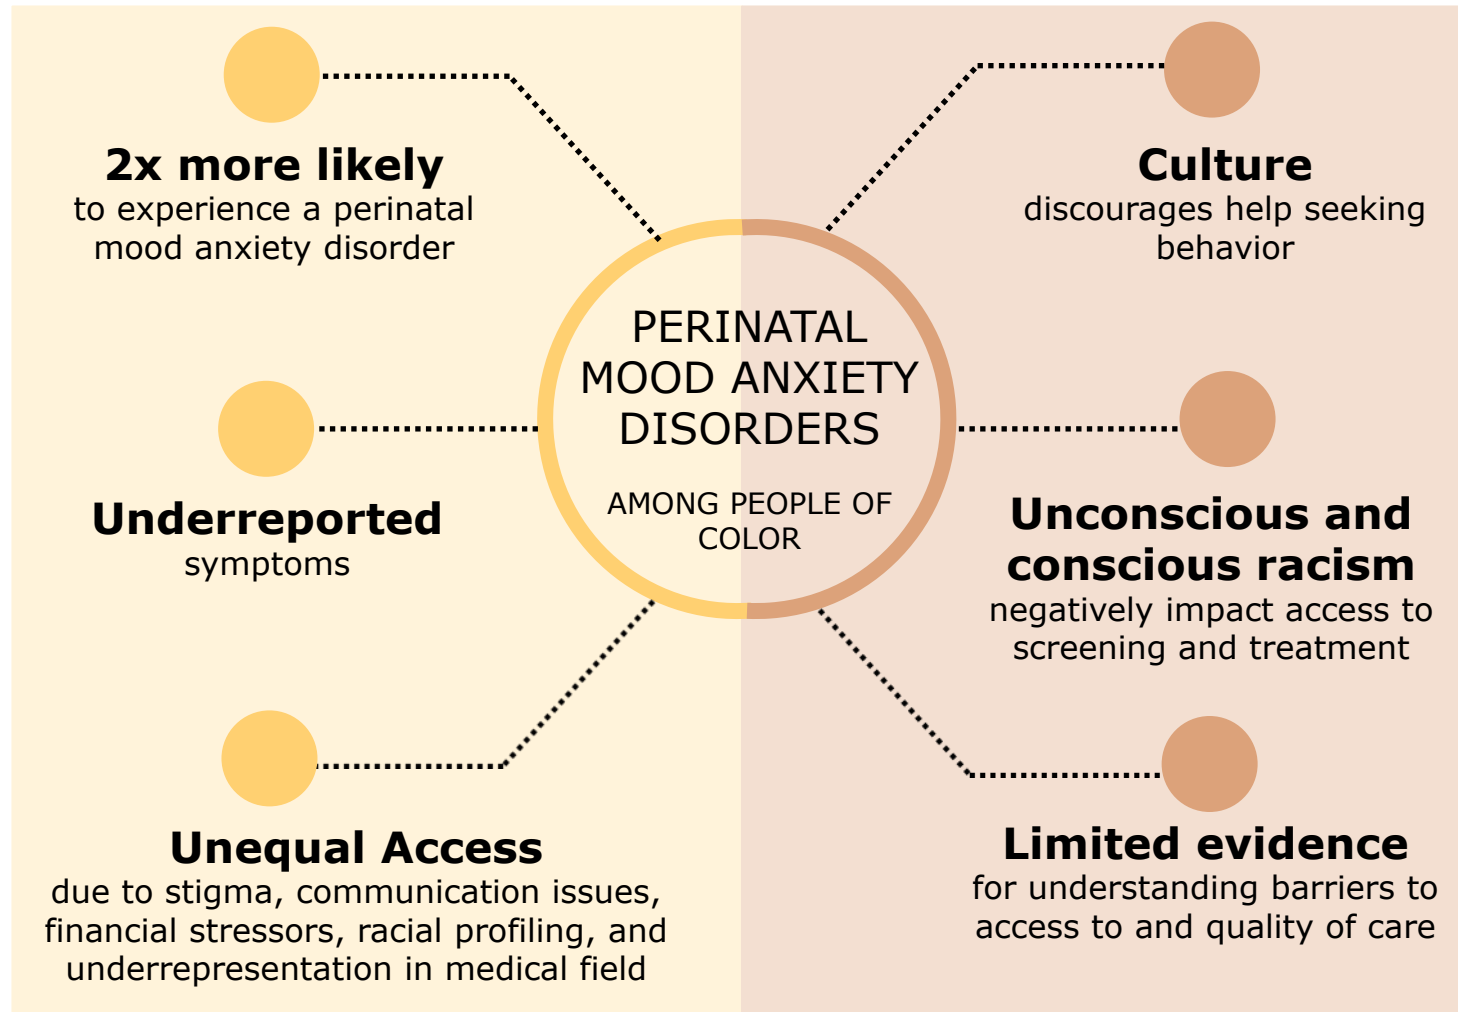 2x more likely
to experience a perinatal
mood anxiety disorder
Underreported
symptoms
Unequal Access
due to stigma, communication issues,
financial stressors, racial profiling, and
underrepresentation in medical field
PERINATAL
MOOD ANXIETY
DISORDERS
AMONG PEOPLE OF
COLOR
Culture
discourages help seeking
behavior
Unconscious and
conscious racism
negatively impact access to
screening and treatment
Limited evidence
for understanding barriers to
access to and quality of care